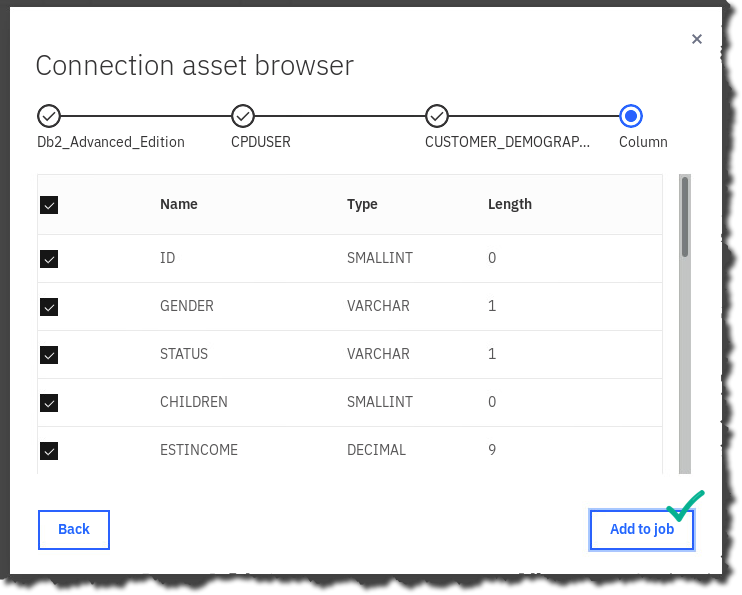 Connection asset browser
Db2_Advanced_Edition CPDUSER CUSTOMER_DEMOGRAP... Column
Name Type Length
ID SMALLINT 0
GENDER VARCHAR 1
STATUS VARCHAR 1
CHILDREN SMALLINT 0
ESTINCOME DECIMAL 9
Back Add to job